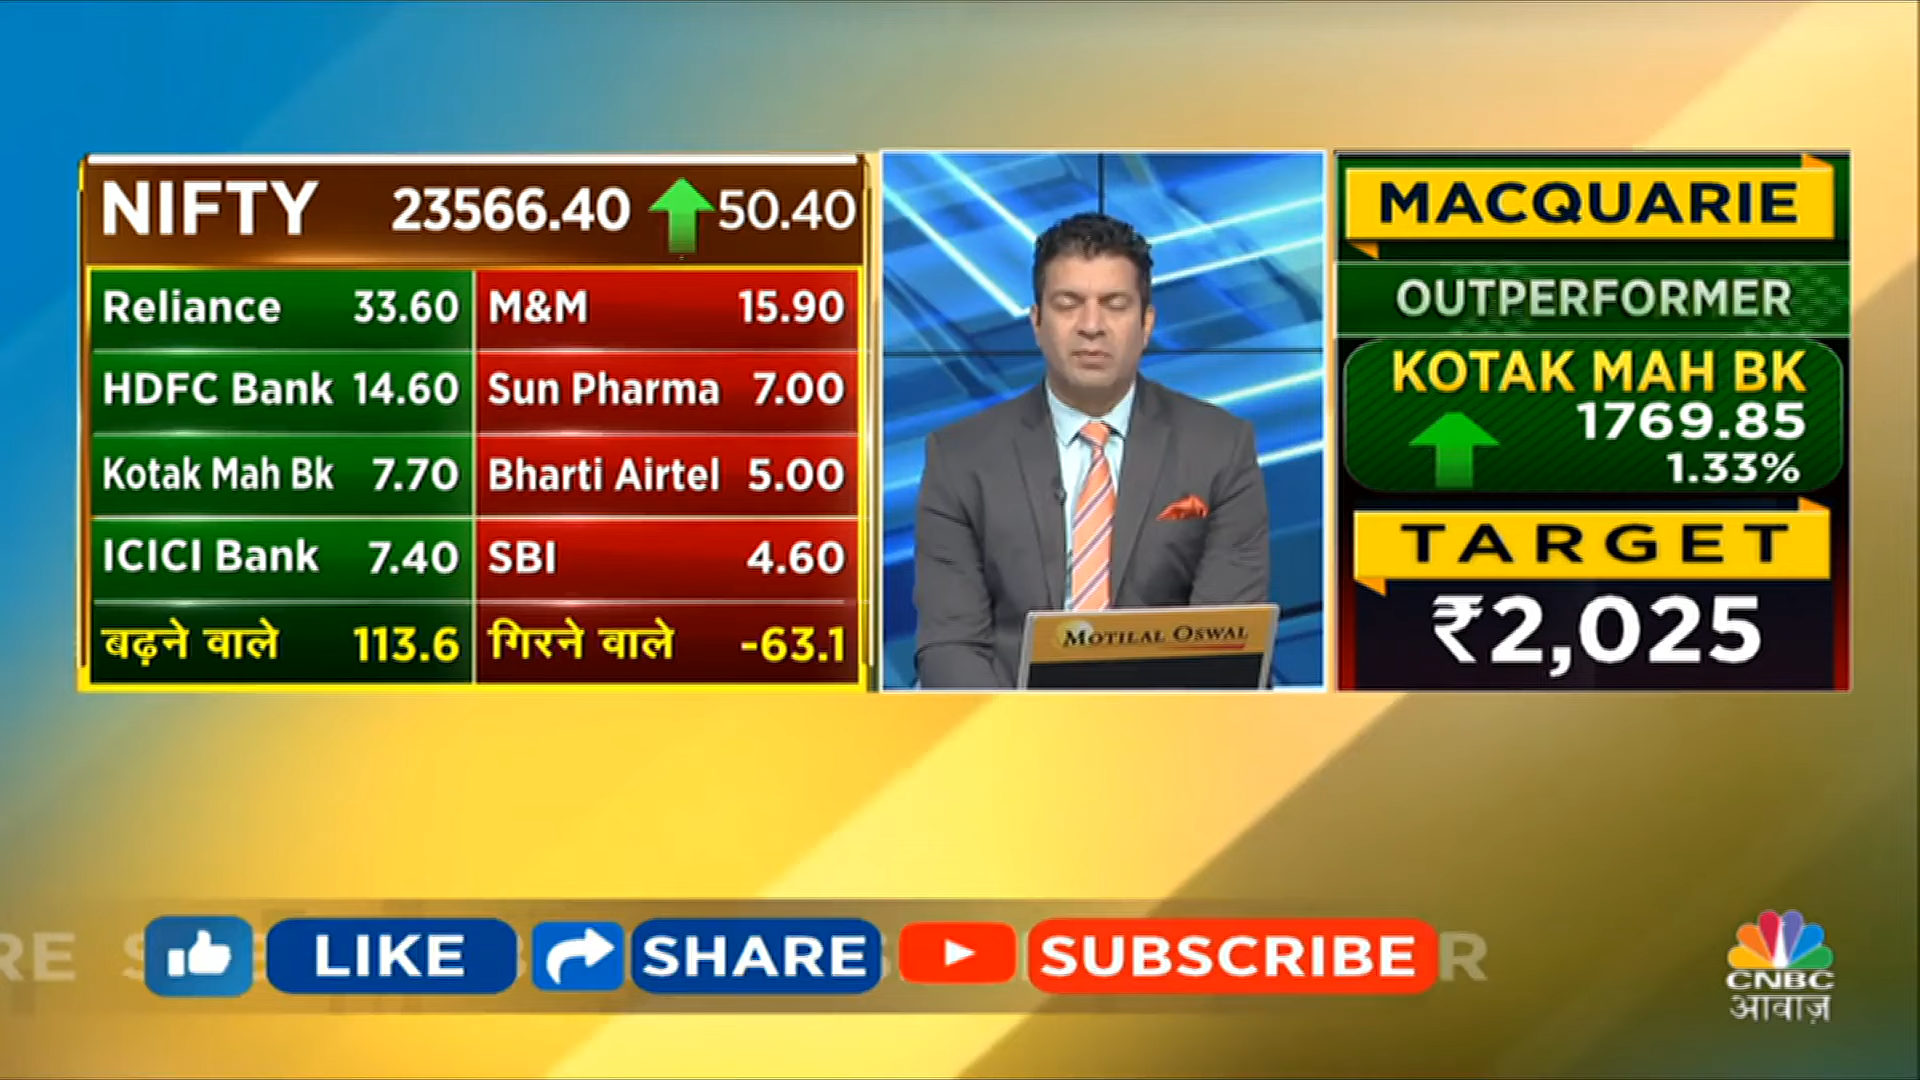 NIFTY 23566.40 50.40
Reliance 33.60 M&M 15.90
HDFC Bank 14.60 Sun Pharma 7.00
Kotak Mah Bk 7.70 Bharti Airtel 5.00
ICICI Bank 7.40 SBI 4.60
बढ़ने वाले 113.6 गिरने वाले -63.1
MOTILAL OSWAL
MACQUARIE
OUTPERFORMER
KOTAK MAH BK
1769.85
1.33%
TARGET
₹2,025
LIKE SHARE SUBSCRIBE
CNBC
आवाज़